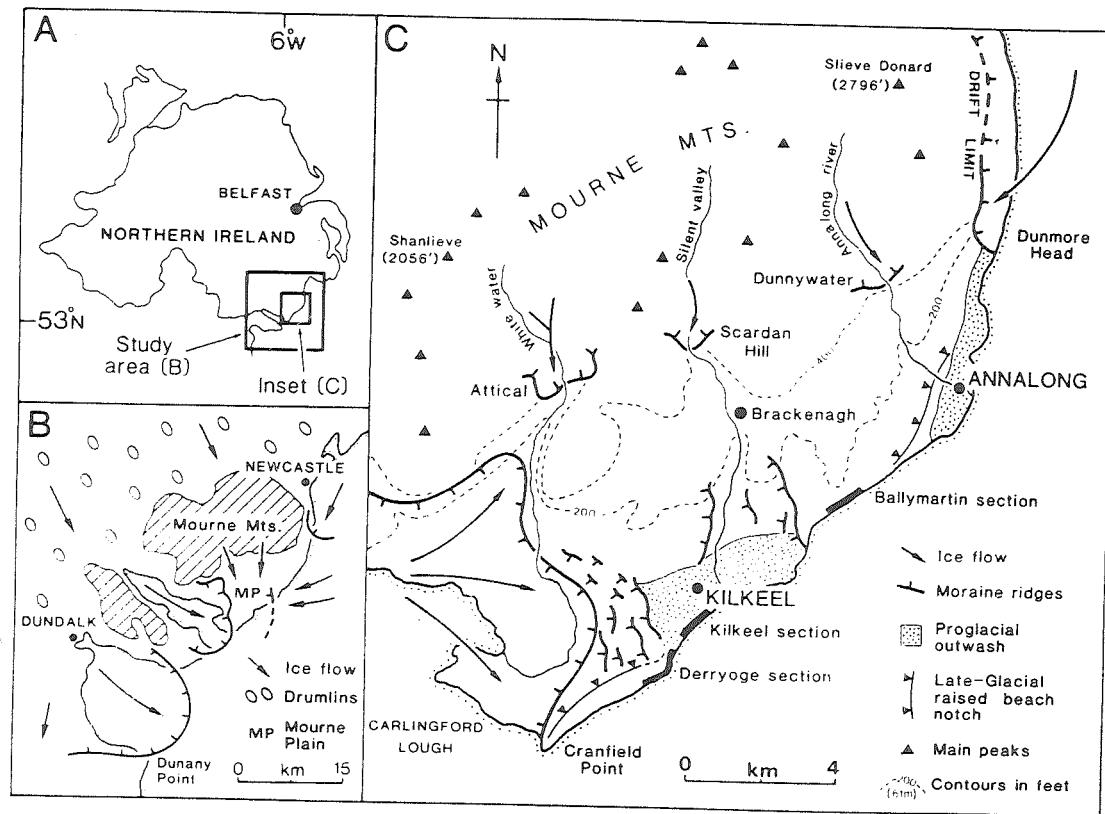 A
6°W
BELFAST
NORTHERN IRELAND
53°N
Study
area (B)
Inset (C)
B
NEWCASTLE
Mourne Mts.
MP
DUNDALK
Ice flow
Drumlins
MP Mourne
Plain
Dunany
Point
0 km 15
C
N
Slieve Donard
(2796')
DRIFT LIMIT
MOURNE MTS.
Shanlieve
(2056')
White water
Silent valley
Annalong river
Dunmore
Head
Dunnywater
200
400
Scardan
Hill
Attical
Brackenagh
ANNALONG
200
Ballymartin section
KILKEEL
Kilkeel section
Derryoge section
CARLINGFORD
LOUGH
Cranfield
Point
0 km 4
Ice flow
Moraine ridges
Proglacial
outwash
Late-Glacial
raised beach
notch
Main peaks
200
(61m)
Contours in feet